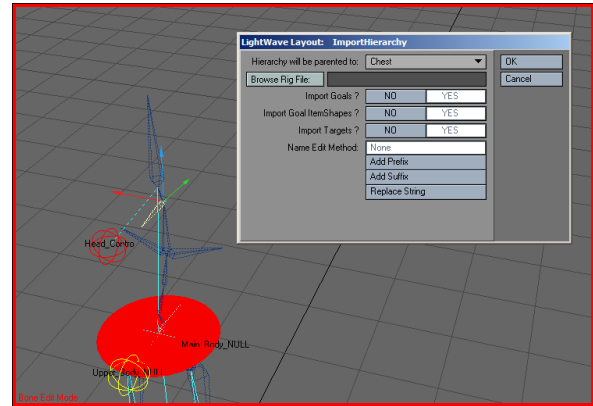 LightWave Layout: ImportHierarchy
Hierarchy will be parented to: Chest
OK
Browse Rig File:
Cancel
Import Goals ? NO YES
Import Goal ItemShapes ? NO YES
Import Targets ? NO YES
Name Edit Method: None
Add Prefix
Add Suffix
Replace String
Head_Contro
Main_Body_NULL
Upper_Body_NULL
Bone Edit Mode